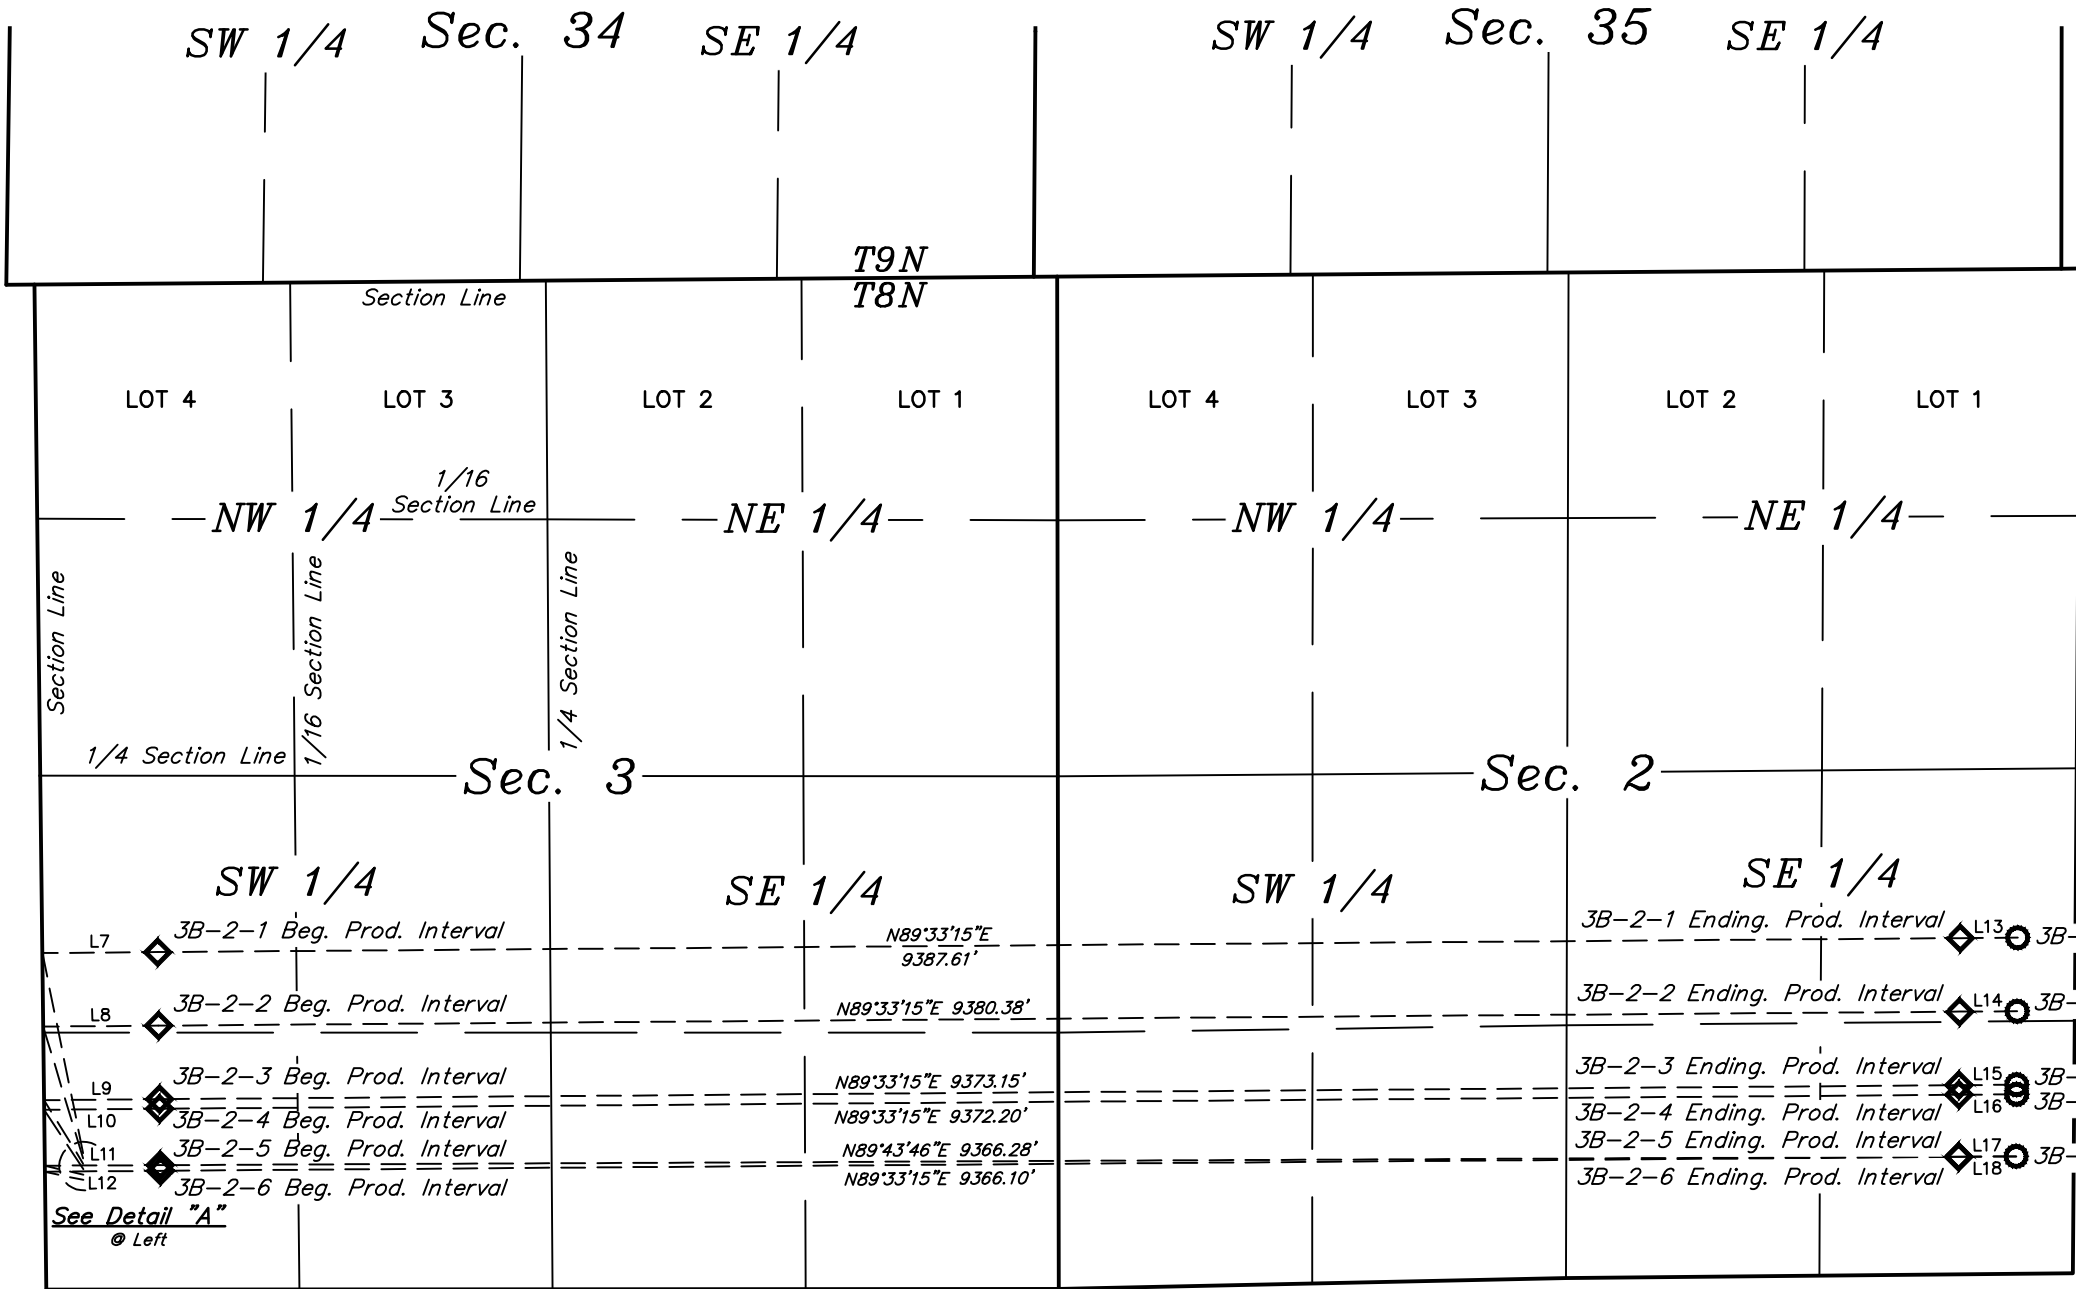 SW 1/4 Sec. 34 SE 1/4 SW 1/4 Sec. 35 SE 1/4
T9N
T8N
Section Line
LOT 4 LOT 3 LOT 2 LOT 1 LOT 4 LOT 3 LOT 2 LOT 1
1/16
Section Line
NW 1/4 NE 1/4 NW 1/4 NE 1/4
Section Line
1/16 Section Line
1/4 Section Line
1/4 Section Line
Sec. 3 Sec. 2
SW 1/4 SE 1/4 SW 1/4 SE 1/4
L7 3B-2-1 Beg. Prod. Interval N89°33'15"E
9387.61'
3B-2-1 Ending. Prod. Interval L13 3B-
L8 3B-2-2 Beg. Prod. Interval N89°33'15"E 9380.38' 3B-2-2 Ending. Prod. Interval L14 3B-
L9 3B-2-3 Beg. Prod. Interval N89°33'15"E 9373.15' 3B-2-3 Ending. Prod. Interval L15 3B-
L10 3B-2-4 Beg. Prod. Interval N89°33'15"E 9372.20' 3B-2-4 Ending. Prod. Interval L16 3B-
L11 3B-2-5 Beg. Prod. Interval N89°43'46"E 9366.28' 3B-2-5 Ending. Prod. Interval L17 3B-
L12 3B-2-6 Beg. Prod. Interval N89°33'15"E 9366.10' 3B-2-6 Ending. Prod. Interval L18
See Detail "A"
@ Left